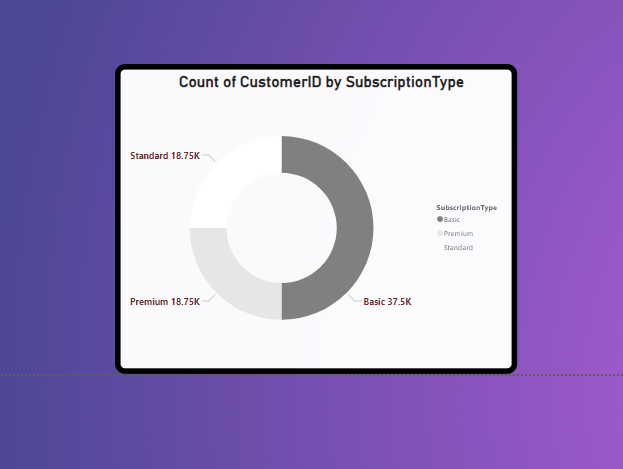 Count of CustomerID by SubscriptionType
Standard 18.75K
Premium 18.75K
Basic 37.5K
SubscriptionType
Basic
Premium
Standard